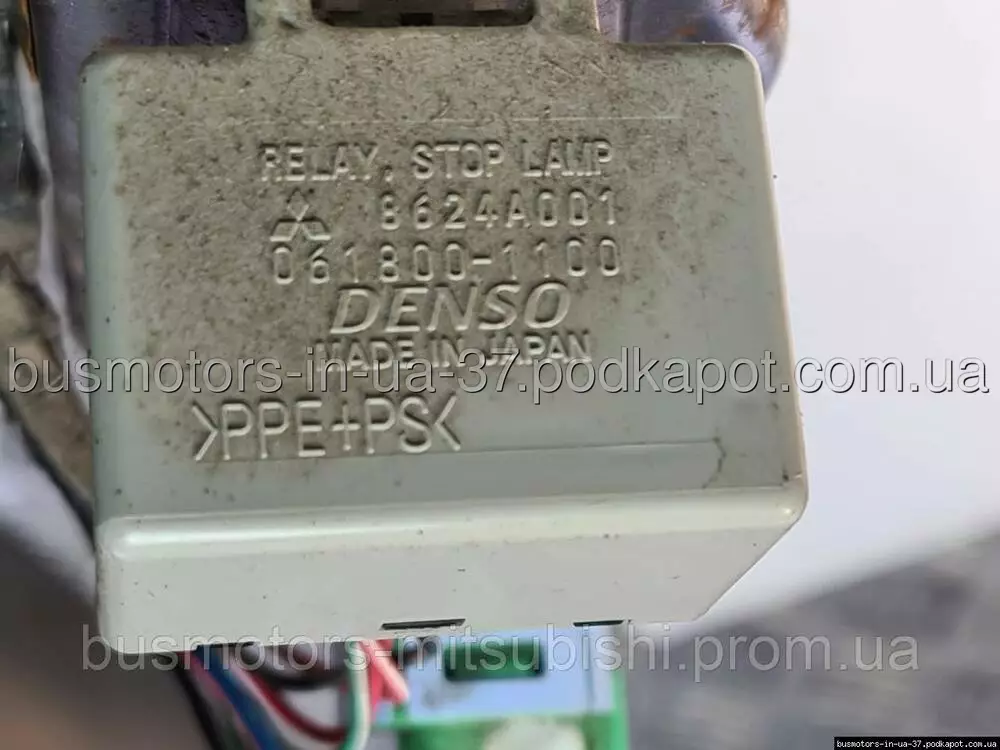 RELAY, STOP LAMP
8624A001
061800-1100
DENSO
MADE IN JAPAN
busmotors-in-ua-37.podkapot.com.ua
>PPE+PS<
busmotors-mitsubishi.prom.ua
busmotors-in-ua-37.podkapot.com.ua